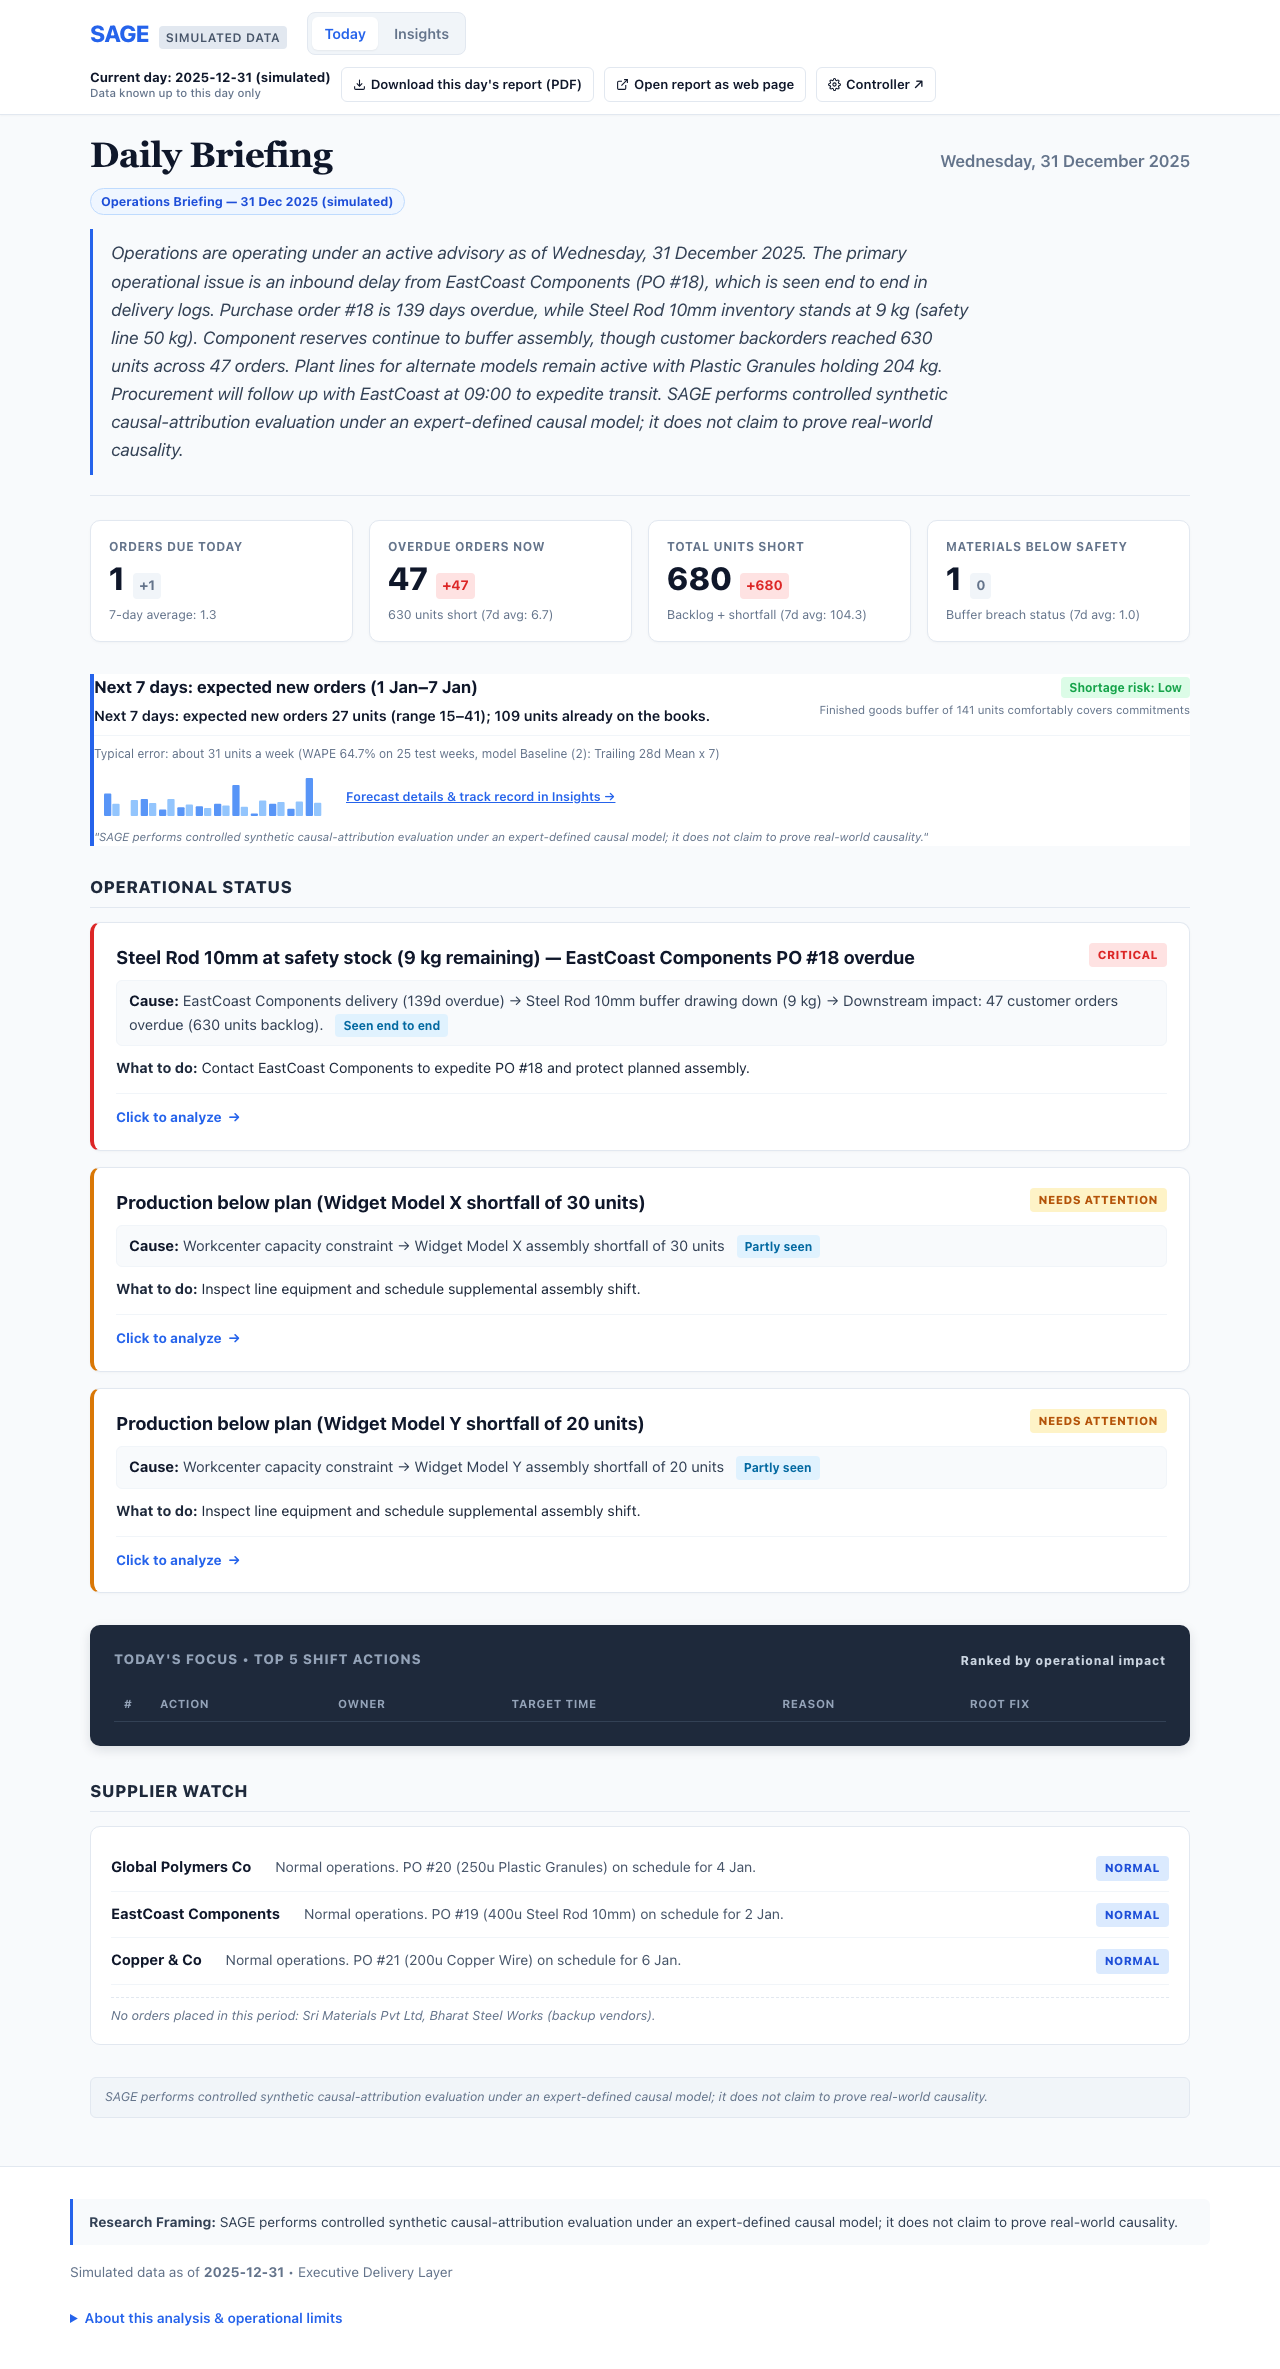 SAGE SIMULATED DATA Today Insights
Current day: 2025-12-31 (simulated)
Data known up to this day only
Download this day's report (PDF)
Open report as web page
Controller ↗
Daily Briefing
Wednesday, 31 December 2025
Operations Briefing — 31 Dec 2025 (simulated)
Operations are operating under an active advisory as of Wednesday, 31 December 2025. The primary
operational issue is an inbound delay from EastCoast Components (PO #18), which is seen end to end in
delivery logs. Purchase order #18 is 139 days overdue, while Steel Rod 10mm inventory stands at 9 kg (safety
line 50 kg). Component reserves continue to buffer assembly, though customer backorders reached 630
units across 47 orders. Plant lines for alternate models remain active with Plastic Granules holding 204 kg.
Procurement will follow up with EastCoast at 09:00 to expedite transit. SAGE performs controlled synthetic
causal-attribution evaluation under an expert-defined causal model; it does not claim to prove real-world
causality.
ORDERS DUE TODAY
1 +1
7-day average: 1.3
OVERDUE ORDERS NOW
47 +47
630 units short (7d avg: 6.7)
TOTAL UNITS SHORT
680 +680
Backlog + shortfall (7d avg: 104.3)
MATERIALS BELOW SAFETY
1 0
Buffer breach status (7d avg: 1.0)
Next 7 days: expected new orders (1 Jan–7 Jan)
Shortage risk: Low
Next 7 days: expected new orders 27 units (range 15–41); 109 units already on the books.
Finished goods buffer of 141 units comfortably covers commitments
Typical error: about 31 units a week (WAPE 64.7% on 25 test weeks, model Baseline (2): Trailing 28d Mean x 7)
Forecast details & track record in Insights →
"SAGE performs controlled synthetic causal-attribution evaluation under an expert-defined causal model; it does not claim to prove real-world causality."
OPERATIONAL STATUS
Steel Rod 10mm at safety stock (9 kg remaining) — EastCoast Components PO #18 overdue
CRITICAL
Cause: EastCoast Components delivery (139d overdue) → Steel Rod 10mm buffer drawing down (9 kg) → Downstream impact: 47 customer orders
overdue (630 units backlog). Seen end to end
What to do: Contact EastCoast Components to expedite PO #18 and protect planned assembly.
Click to analyze →
Production below plan (Widget Model X shortfall of 30 units)
NEEDS ATTENTION
Cause: Workcenter capacity constraint → Widget Model X assembly shortfall of 30 units Partly seen
What to do: Inspect line equipment and schedule supplemental assembly shift.
Click to analyze →
Production below plan (Widget Model Y shortfall of 20 units)
NEEDS ATTENTION
Cause: Workcenter capacity constraint → Widget Model Y assembly shortfall of 20 units Partly seen
What to do: Inspect line equipment and schedule supplemental assembly shift.
Click to analyze →
TODAY'S FOCUS • TOP 5 SHIFT ACTIONS
Ranked by operational impact
# ACTION OWNER TARGET TIME REASON ROOT FIX
SUPPLIER WATCH
Global Polymers Co Normal operations. PO #20 (250u Plastic Granules) on schedule for 4 Jan. NORMAL
EastCoast Components Normal operations. PO #19 (400u Steel Rod 10mm) on schedule for 2 Jan. NORMAL
Copper & Co Normal operations. PO #21 (200u Copper Wire) on schedule for 6 Jan. NORMAL
No orders placed in this period: Sri Materials Pvt Ltd, Bharat Steel Works (backup vendors).
SAGE performs controlled synthetic causal-attribution evaluation under an expert-defined causal model; it does not claim to prove real-world causality.
Research Framing: SAGE performs controlled synthetic causal-attribution evaluation under an expert-defined causal model; it does not claim to prove real-world causality.
Simulated data as of 2025-12-31 • Executive Delivery Layer
▶ About this analysis & operational limits